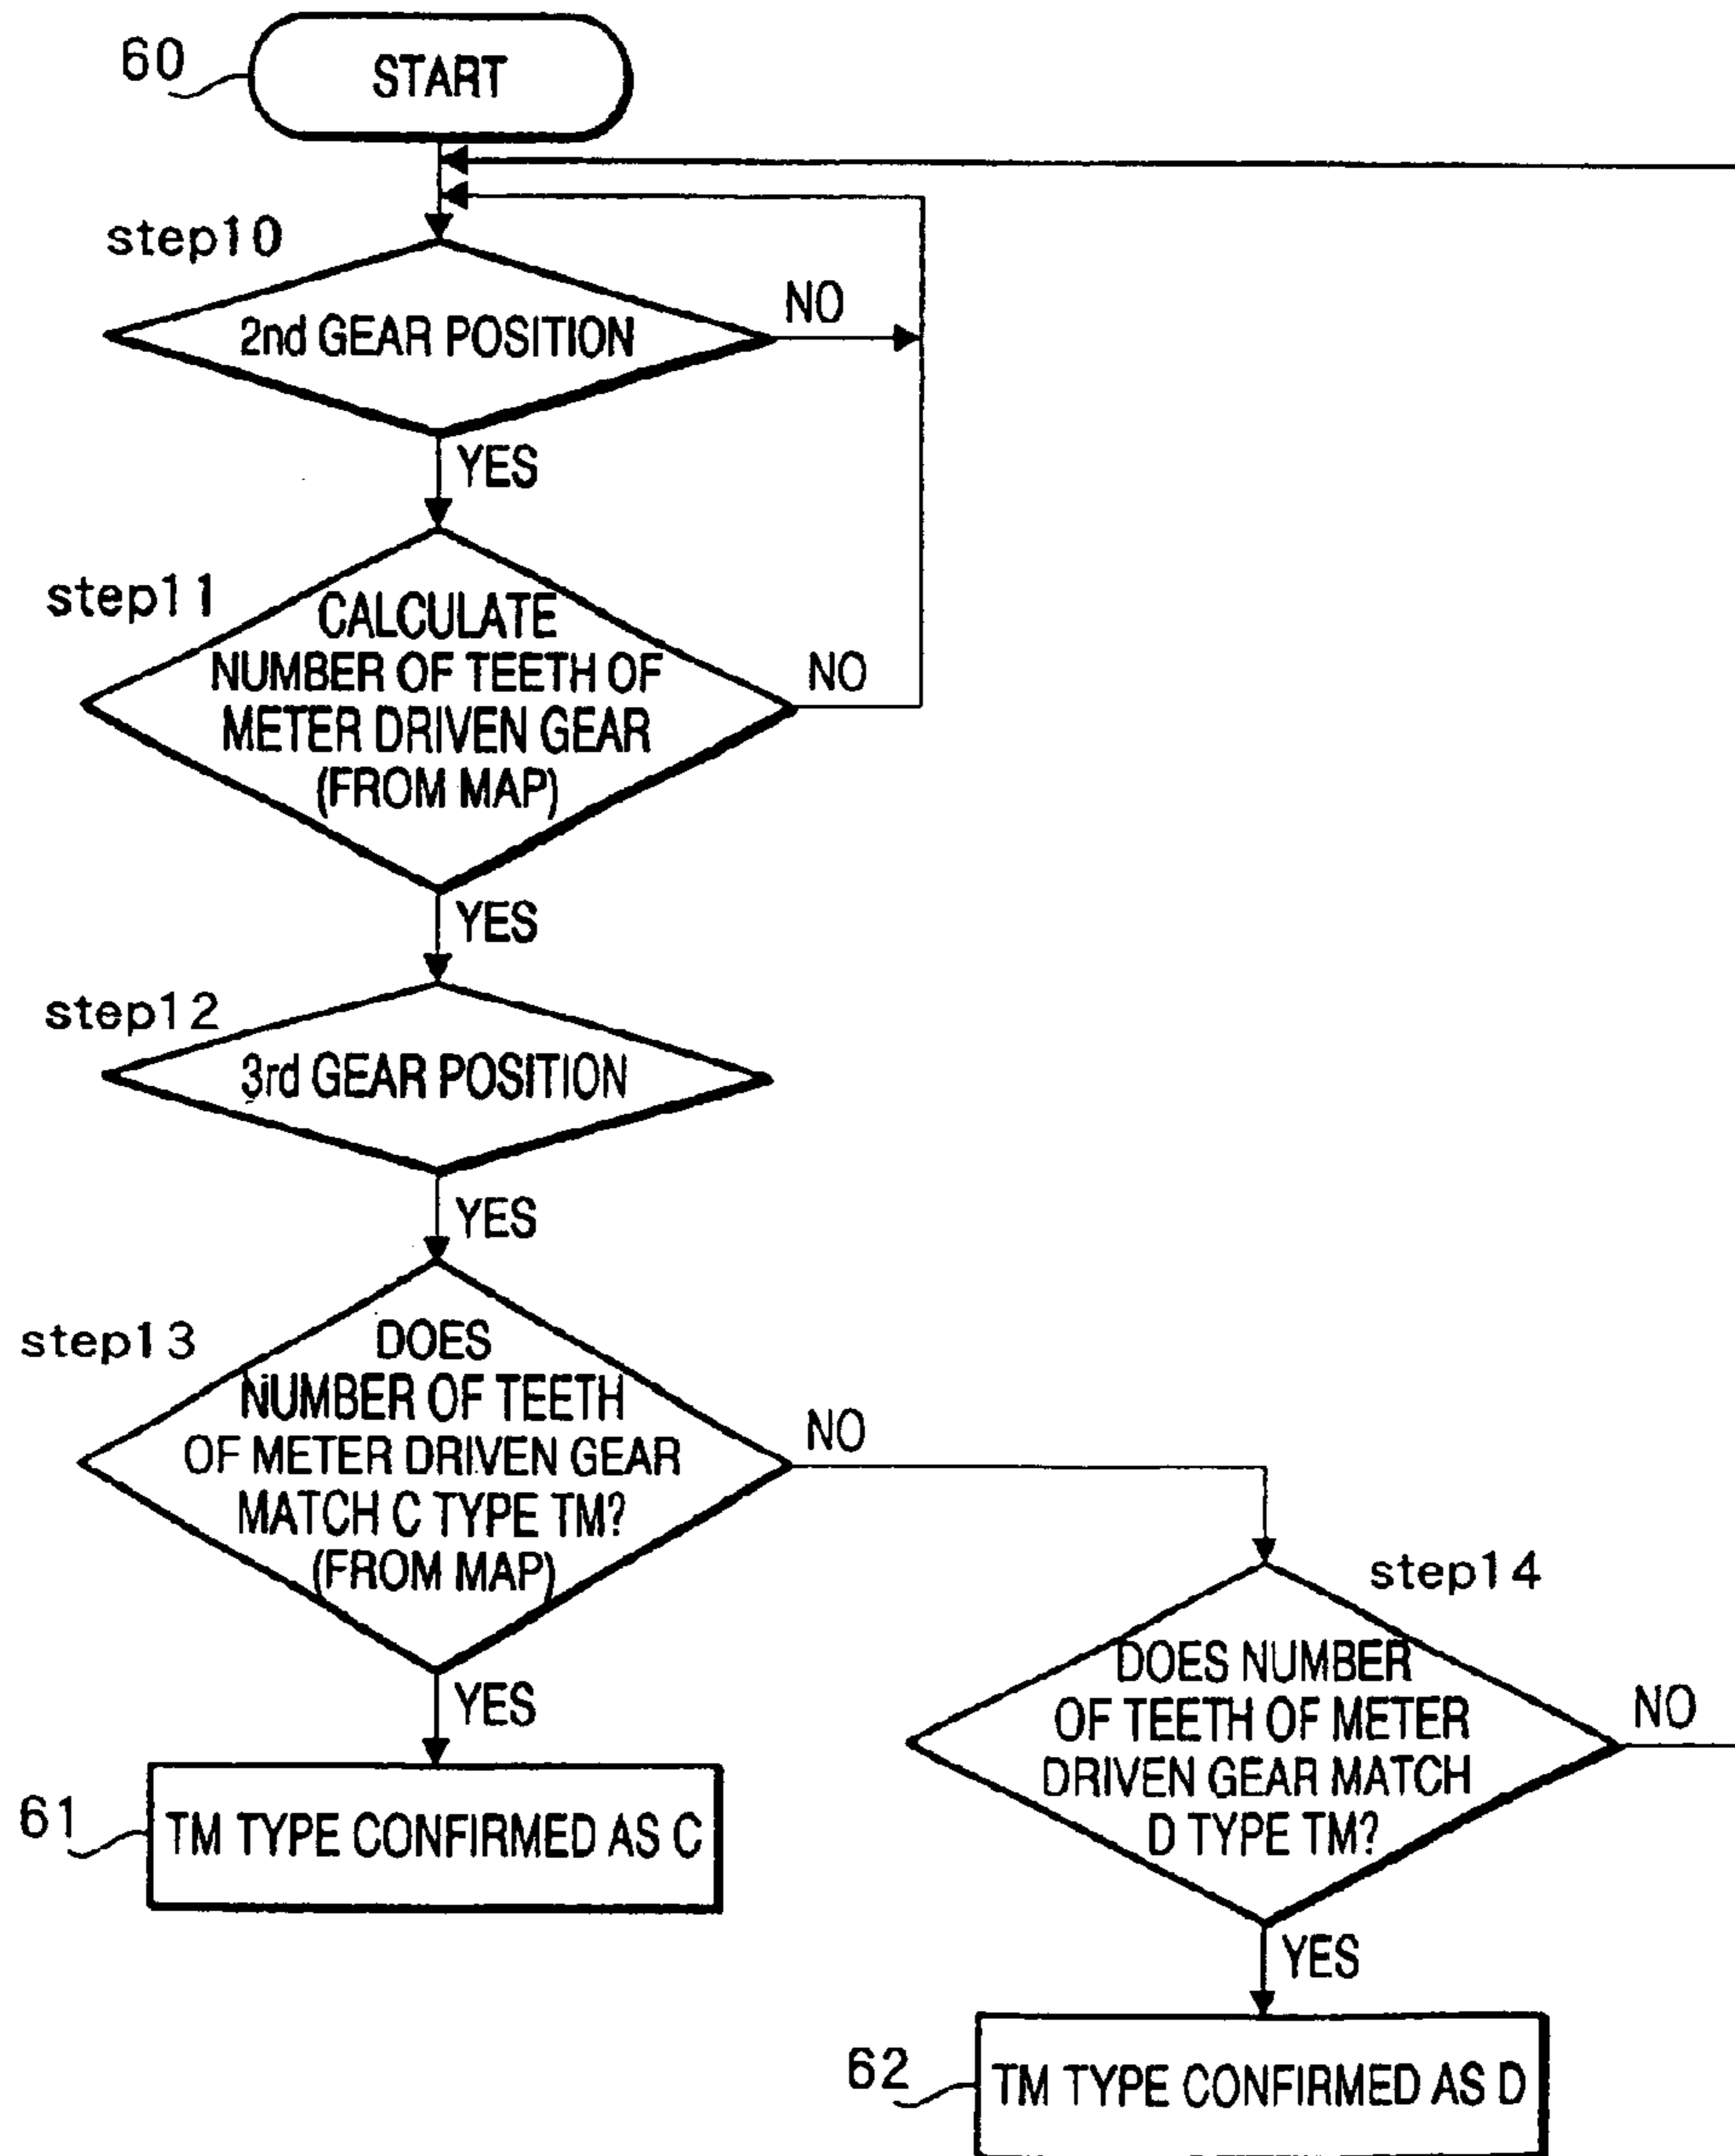 60
START
step10
2nd GEAR POSITION
NO
YES
step11
CALCULATE
NUMBER OF TEETH OF
METER DRIVEN GEAR
(FROM MAP)
NO
YES
step12
3rd GEAR POSITION
YES
step13
DOES
NUMBER OF TEETH
OF METER DRIVEN GEAR
MATCH C TYPE TM?
(FROM MAP)
NO
YES
61
TM TYPE CONFIRMED AS C
step14
DOES NUMBER
OF TEETH OF METER
DRIVEN GEAR MATCH
D TYPE TM?
NO
YES
62
TM TYPE CONFIRMED AS D